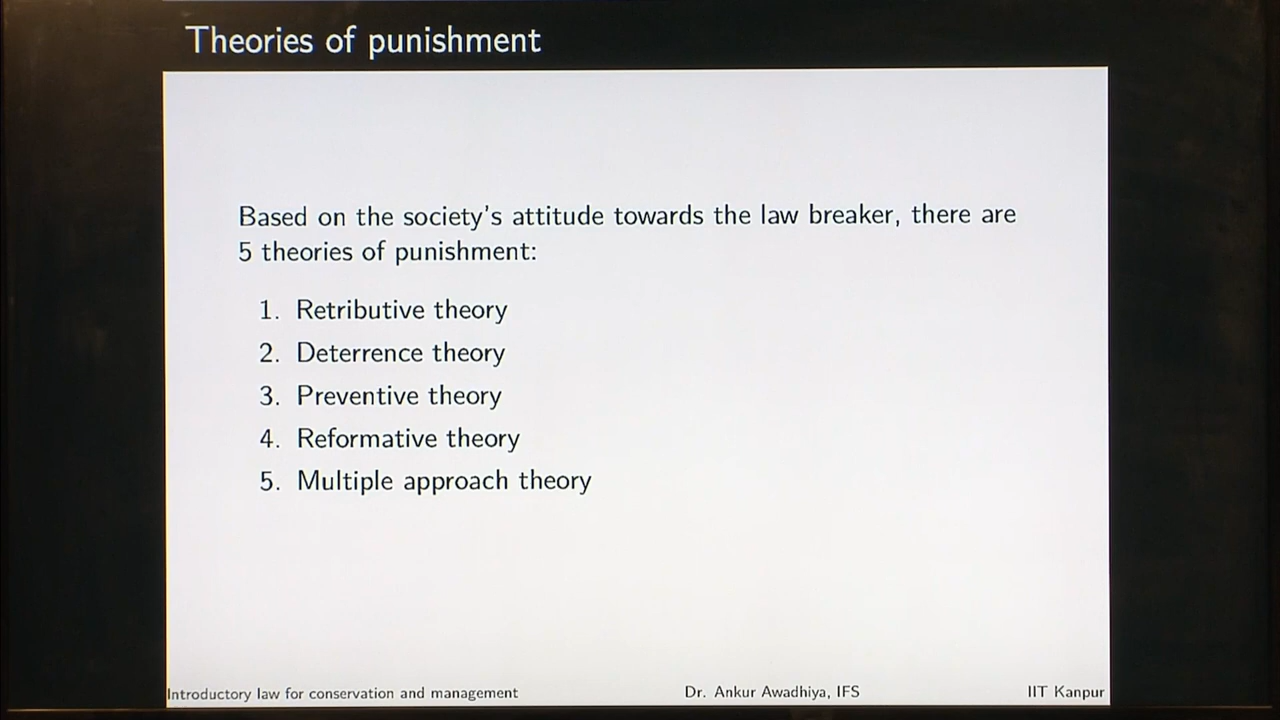 Theories of punishment
Based on the society's attitude towards the law breaker, there are
5 theories of punishment:
1. Retributive theory
2. Deterrence theory
3. Preventive theory
4. Reformative theory
5. Multiple approach theory
Introductory law for conservation and management Dr. Ankur Awadhiya, IFS IIT Kanpur